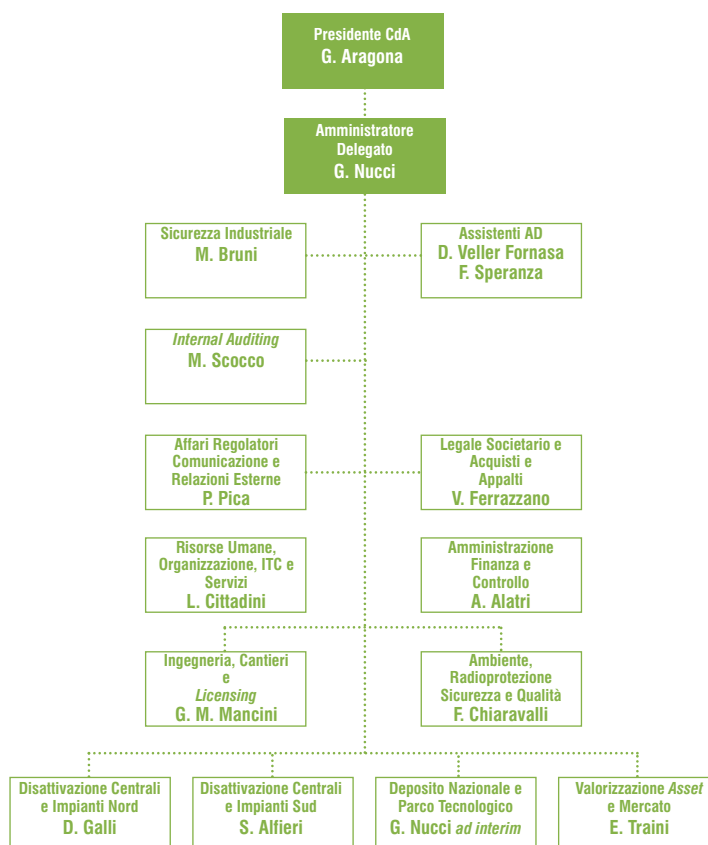 Presidente CdA
G. Aragona
Amministratore
Delegato
G. Nucci
Sicurezza Industriale
M. Bruni
Assistenti AD
D. Veller Fornasa
F. Speranza
Internal Auditing
M. Scocco
Affari Regolatori
Comunicazione e
Relazioni Esterne
P. Pica
Legale Societario e
Acquisti e
Appalti
V. Ferrazzano
Risorse Umane,
Organizzazione, ITC e
Servizi
L. Cittadini
Amministrazione
Finanza e
Controllo
A. Alatri
Ingegneria, Cantieri
e
Licensing
G. M. Mancini
Ambiente,
Radioprotezione
Sicurezza e Qualità
F. Chiaravalli
Disattivazione Centrali
e Impianti Nord
D. Galli
Disattivazione Centrali
e Impianti Sud
S. Alfieri
Deposito Nazionale e
Parco Tecnologico
G. Nucci ad interim
Valorizzazione Asset
e Mercato
E. Traini